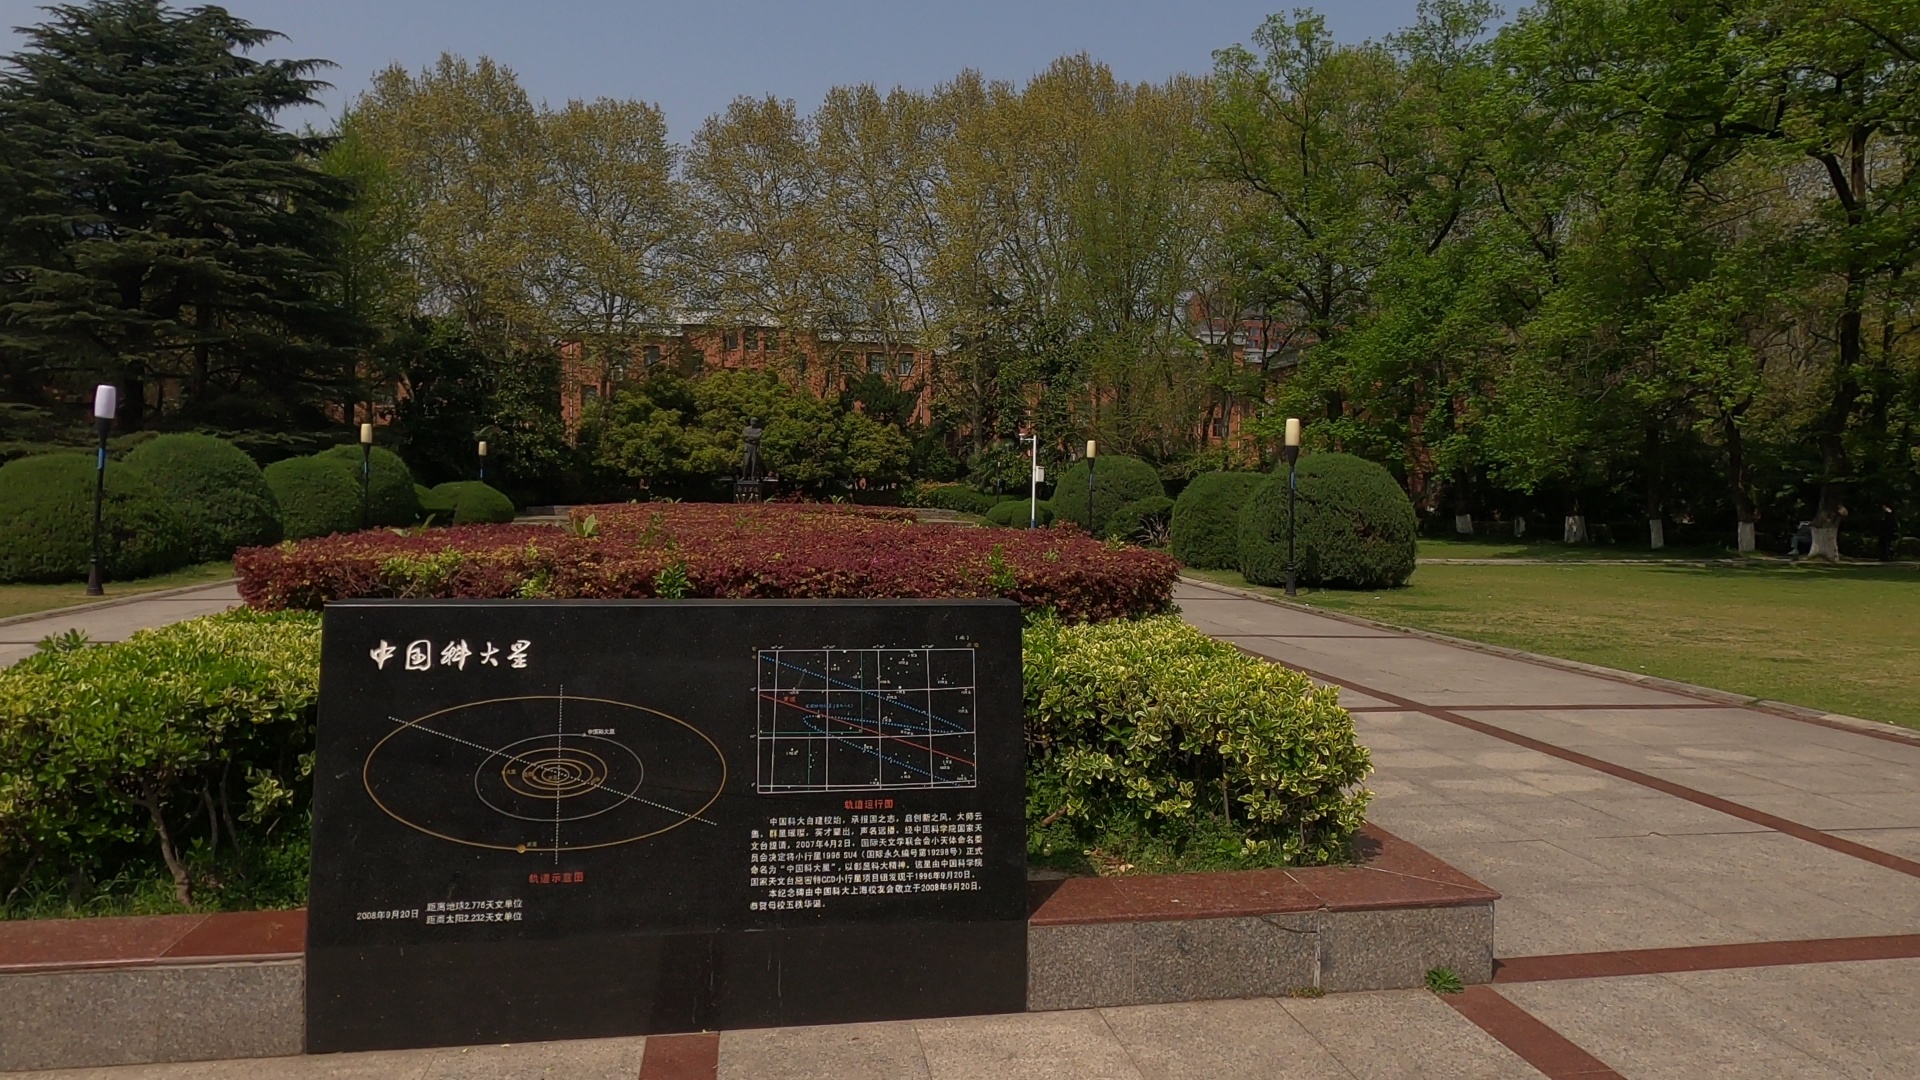 中国科大星
中国科大星
轨道示意图
2008年9月20日
距离地球2.776天文单位
距离太阳2.232天文单位
轨道运行图
中国科大自建校始，承报国之志，启创新之风，大师云
集，群星璀璨，英才辈出，声名远播。经中国科学院国家天
文台提请，2007年4月2日，国际天文学联合会小天体命名委
员会决定将小行星1996 SU4（国际永久编号第19298号）正式
命名为“中国科大星”，以彰显科大精神。该星由中国科学院
国家天文台施密特CCD小行星项目组发现于1996年9月20日。
本纪念碑由中国科大上海校友会敬立于2008年9月20日，
恭贺母校五秩华诞。